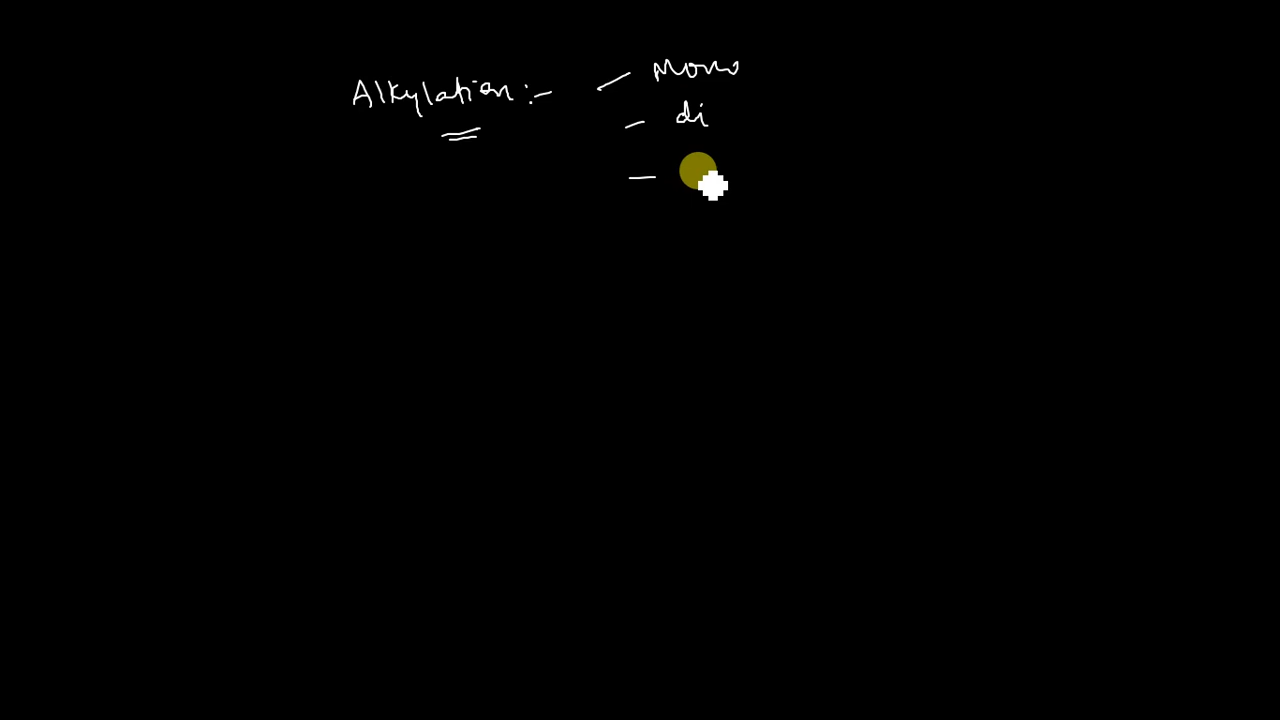 Alkylation :- — Mono
— di
—